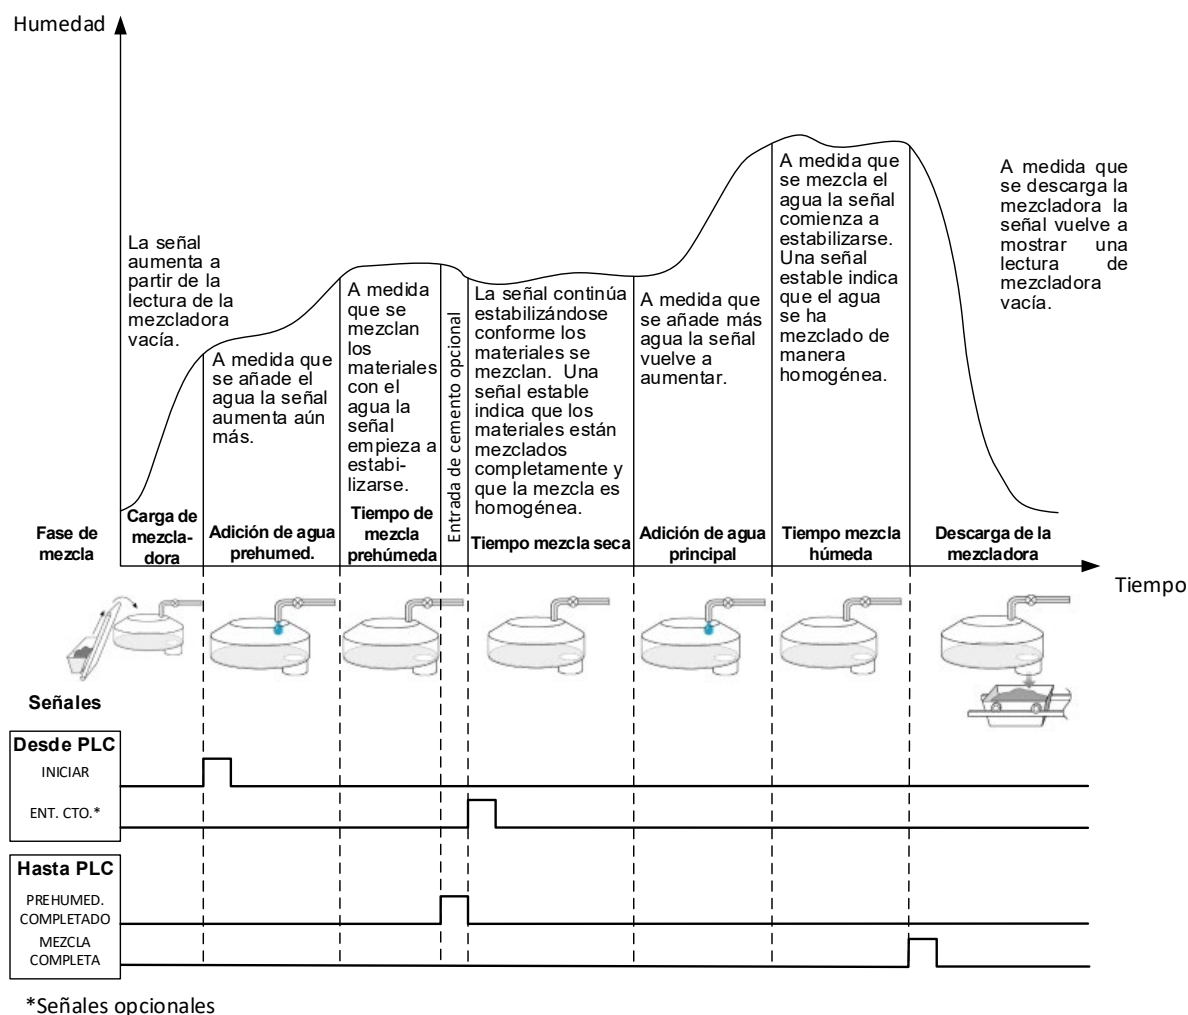 Humedad
La señal
aumenta a
partir de la
lectura de la
mezcladora
vacía.
A medida que
se añade el
agua la señal
aumenta aún
más.
A medida
que se
mezclan
los
materiales
con el
agua la
señal
empieza a
estabi-
lizarse.
Entrada de cemento opcional
La señal continúa
estabilizándose
conforme los
materiales se
mezclan. Una
señal estable
indica que los
materiales están
mezclados
completamente y
que la mezcla es
homogénea.
A medida que
se añade más
agua la señal
vuelve a
aumentar.
A medida que
se mezcla el
agua la señal
comienza a
estabilizarse.
Una señal
estable indica
que el agua
se ha
mezclado de
manera
homogénea.
A medida que
se descarga la
mezcladora la
señal vuelve a
mostrar una
lectura de
mezcladora
vacía.
Fase de
mezcla
Carga de
mezcla-
dora
Adición de agua
prehumed.
Tiempo de
mezcla
prehúmeda
Tiempo mezcla seca
Adición de agua
principal
Tiempo mezcla
húmeda
Descarga de la
mezcladora
Tiempo
Señales
Desde PLC
INICIAR
ENT. CTO.*
Hasta PLC
PREHUMED.
COMPLETADO
MEZCLA
COMPLETA
*Señales opcionales